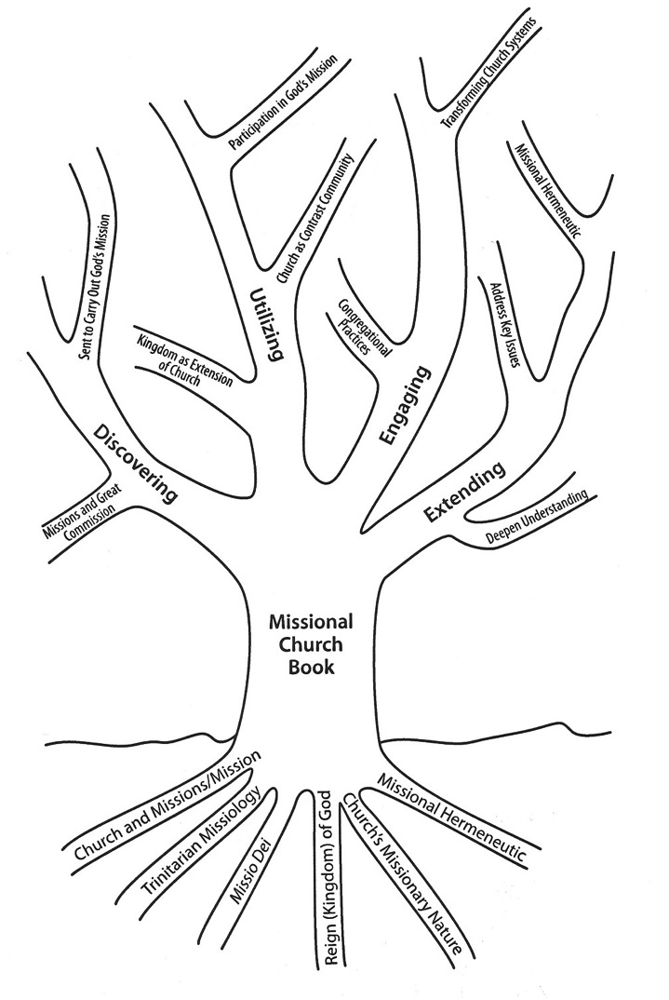 Transforming Church Systems
Participation in God's Mission
Missional Hermeneutic
Church as Contrast Community
Sent to Carry Out God's Mission
Utilizing
Address Key Issues
Congregational
Practices
Kingdom as Extension
of Church
Engaging
Discovering
Extending
Missions and Great
Commission
Deepen Understanding
Missional
Church
Book
Church and Missions/Mission
Trinitarian Missiology
Missio Dei
Reign (Kingdom) of God
Church's Missionary Nature
Missional Hermeneutic